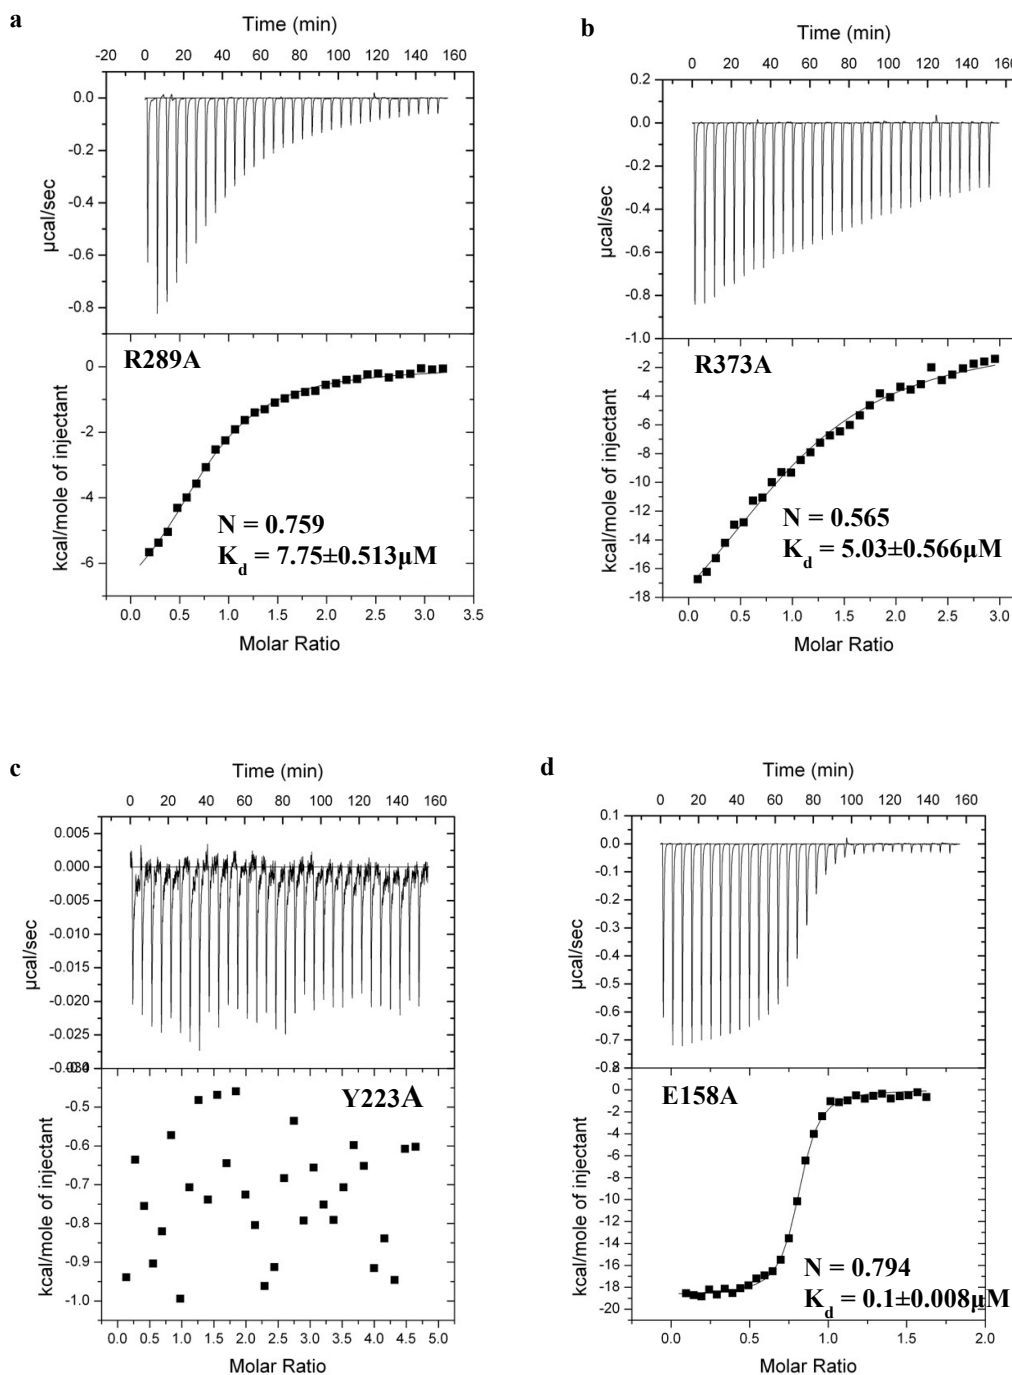 a
Time (min)
-20 0 20 40 60 80 100 120 140 160
0.0
-0.2
-0.4
-0.6
-0.8
µcal/sec
R289A
0
-2
-4
-6
kcal/mole of injectant
N = 0.759
Kd = 7.75±0.513µM
0.0 0.5 1.0 1.5 2.0 2.5 3.0 3.5
Molar Ratio
b
Time (min)
0 20 40 60 80 100 120 140 160
0.2
0.0
-0.2
-0.4
-0.6
-0.8
-1.0
µcal/sec
R373A
-2
-4
-6
-8
-10
-12
-14
-16
-18
kcal/mole of injectant
N = 0.565
Kd = 5.03±0.566µM
0.0 0.5 1.0 1.5 2.0 2.5 3.0
Molar Ratio
c
Time (min)
0 20 40 60 80 100 120 140 160
0.005
0.000
-0.005
-0.010
-0.015
-0.020
-0.025
µcal/sec
Y223A
-0.5
-0.6
-0.7
-0.8
-0.9
-1.0
kcal/mole of injectant
0.0 0.5 1.0 1.5 2.0 2.5 3.0 3.5 4.0 4.5 5.0
Molar Ratio
d
Time (min)
0 20 40 60 80 100 120 140 160
0.1
0.0
-0.1
-0.2
-0.3
-0.4
-0.5
-0.6
-0.7
-0.8
µcal/sec
E158A
0
-2
-4
-6
-8
-10
-12
-14
-16
-18
-20
kcal/mole of injectant
N = 0.794
Kd = 0.1±0.008µM
0.0 0.5 1.0 1.5 2.0
Molar Ratio